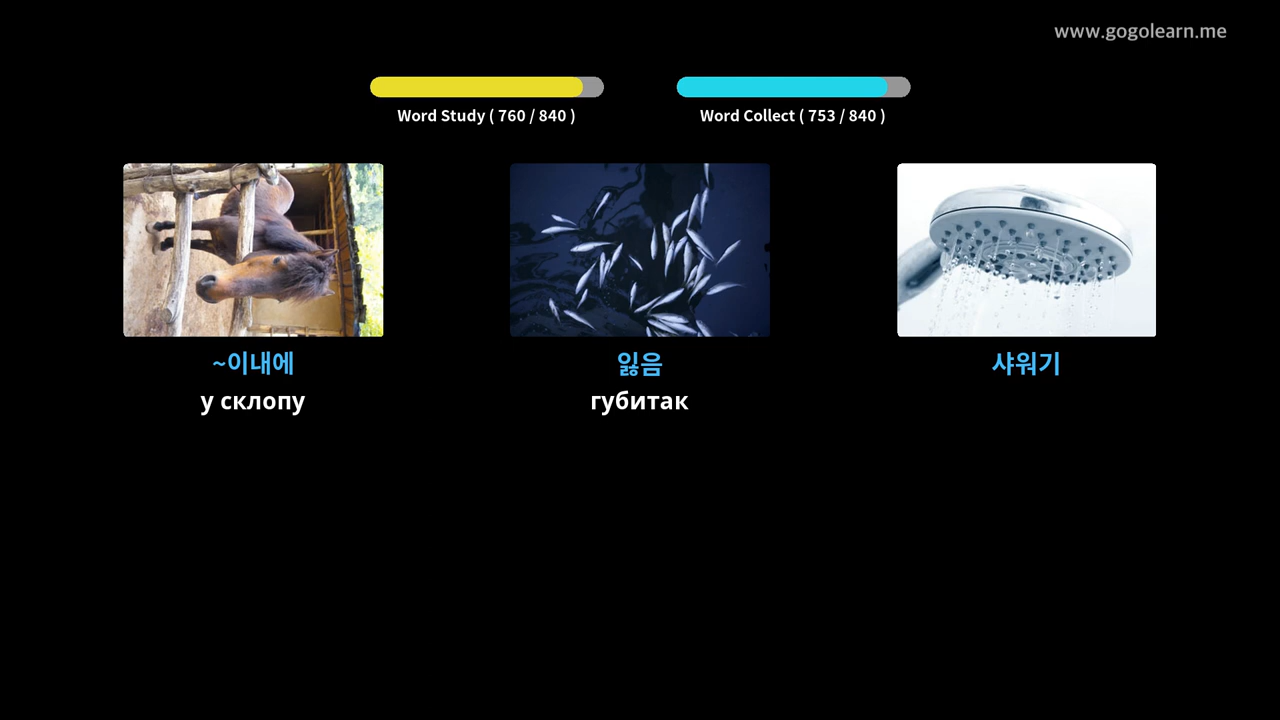 www.gogolearn.me
Word Study ( 760 / 840 )
Word Collect ( 753 / 840 )
~이내에
잃음
샤워기
у склопу
губитак